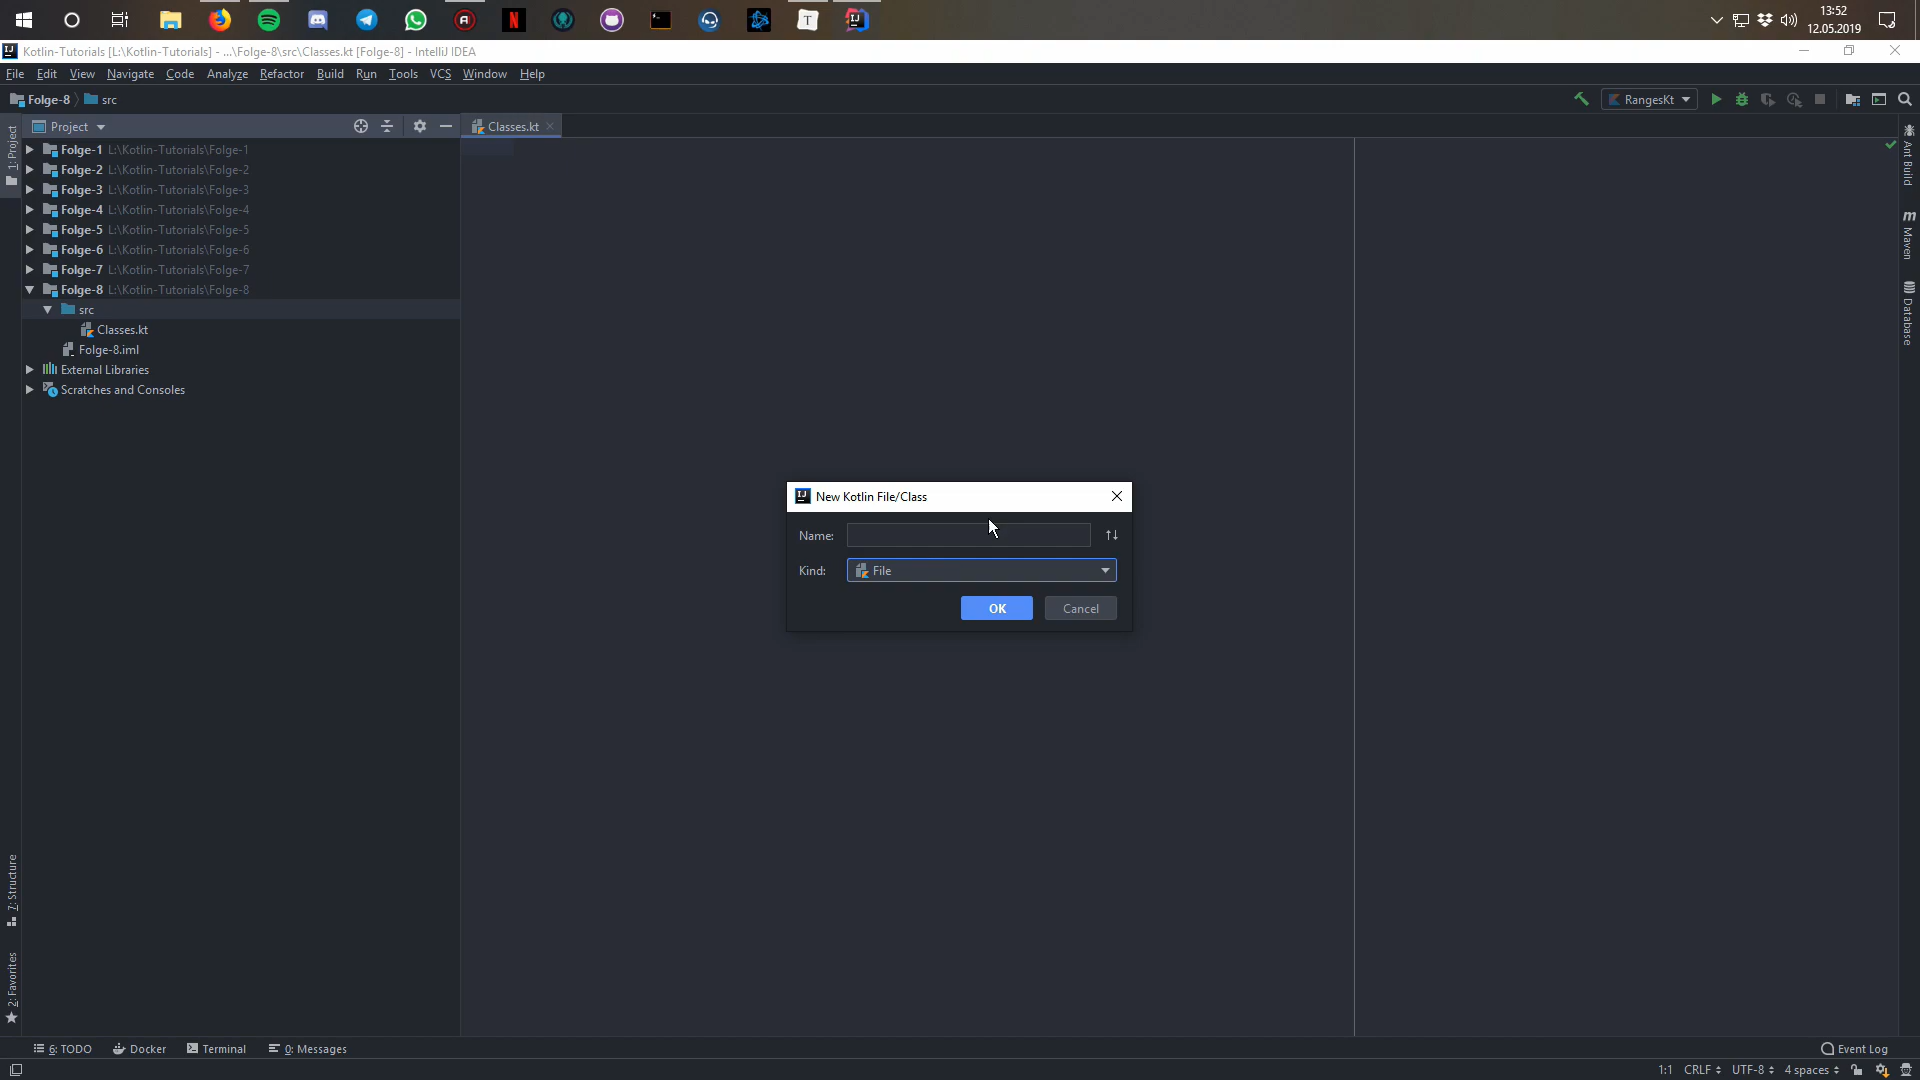 13:52
12.05.2019
Kotlin-Tutorials [L:\Kotlin-Tutorials] - ...\Folge-8\src\Classes.kt [Folge-8] - IntelliJ IDEA
File Edit View Navigate Code Analyze Refactor Build Run Tools VCS Window Help
Folge-8 src
RangesKt
Project
Classes.kt
1: Project
Folge-1 L:\Kotlin-Tutorials\Folge-1
Folge-2 L:\Kotlin-Tutorials\Folge-2
Folge-3 L:\Kotlin-Tutorials\Folge-3
Folge-4 L:\Kotlin-Tutorials\Folge-4
Folge-5 L:\Kotlin-Tutorials\Folge-5
Folge-6 L:\Kotlin-Tutorials\Folge-6
Folge-7 L:\Kotlin-Tutorials\Folge-7
Folge-8 L:\Kotlin-Tutorials\Folge-8
src
Classes.kt
Folge-8.iml
External Libraries
Scratches and Consoles
Ant Build
Maven
Database
New Kotlin File/Class
Name:
Kind: File
OK Cancel
7: Structure
2: Favorites
6: TODO Docker Terminal 0: Messages
Event Log
1:1 CRLF UTF-8 4 spaces